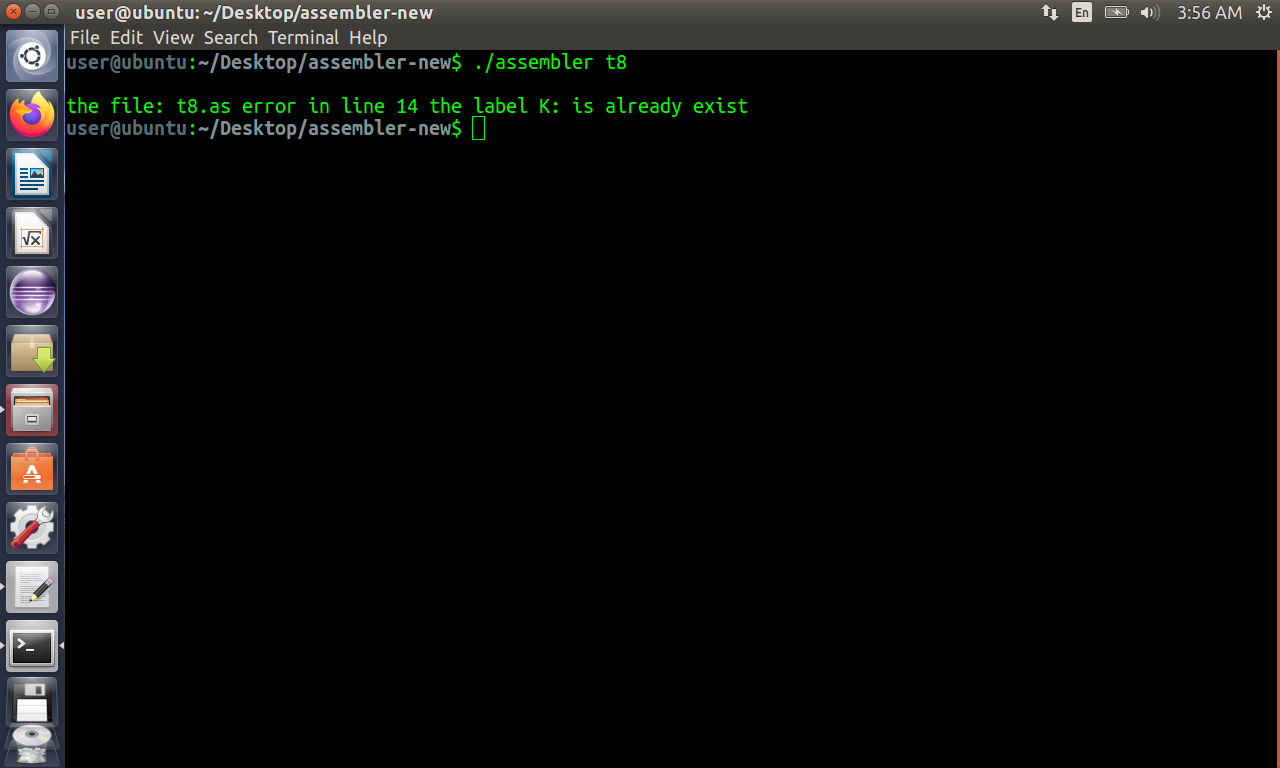 user@ubuntu: ~/Desktop/assembler-new
En
3:56 AM
File Edit View Search Terminal Help
user@ubuntu:~/Desktop/assembler-new$ ./assembler t8
the file: t8.as error in line 14 the label K: is already exist
user@ubuntu:~/Desktop/assembler-new$